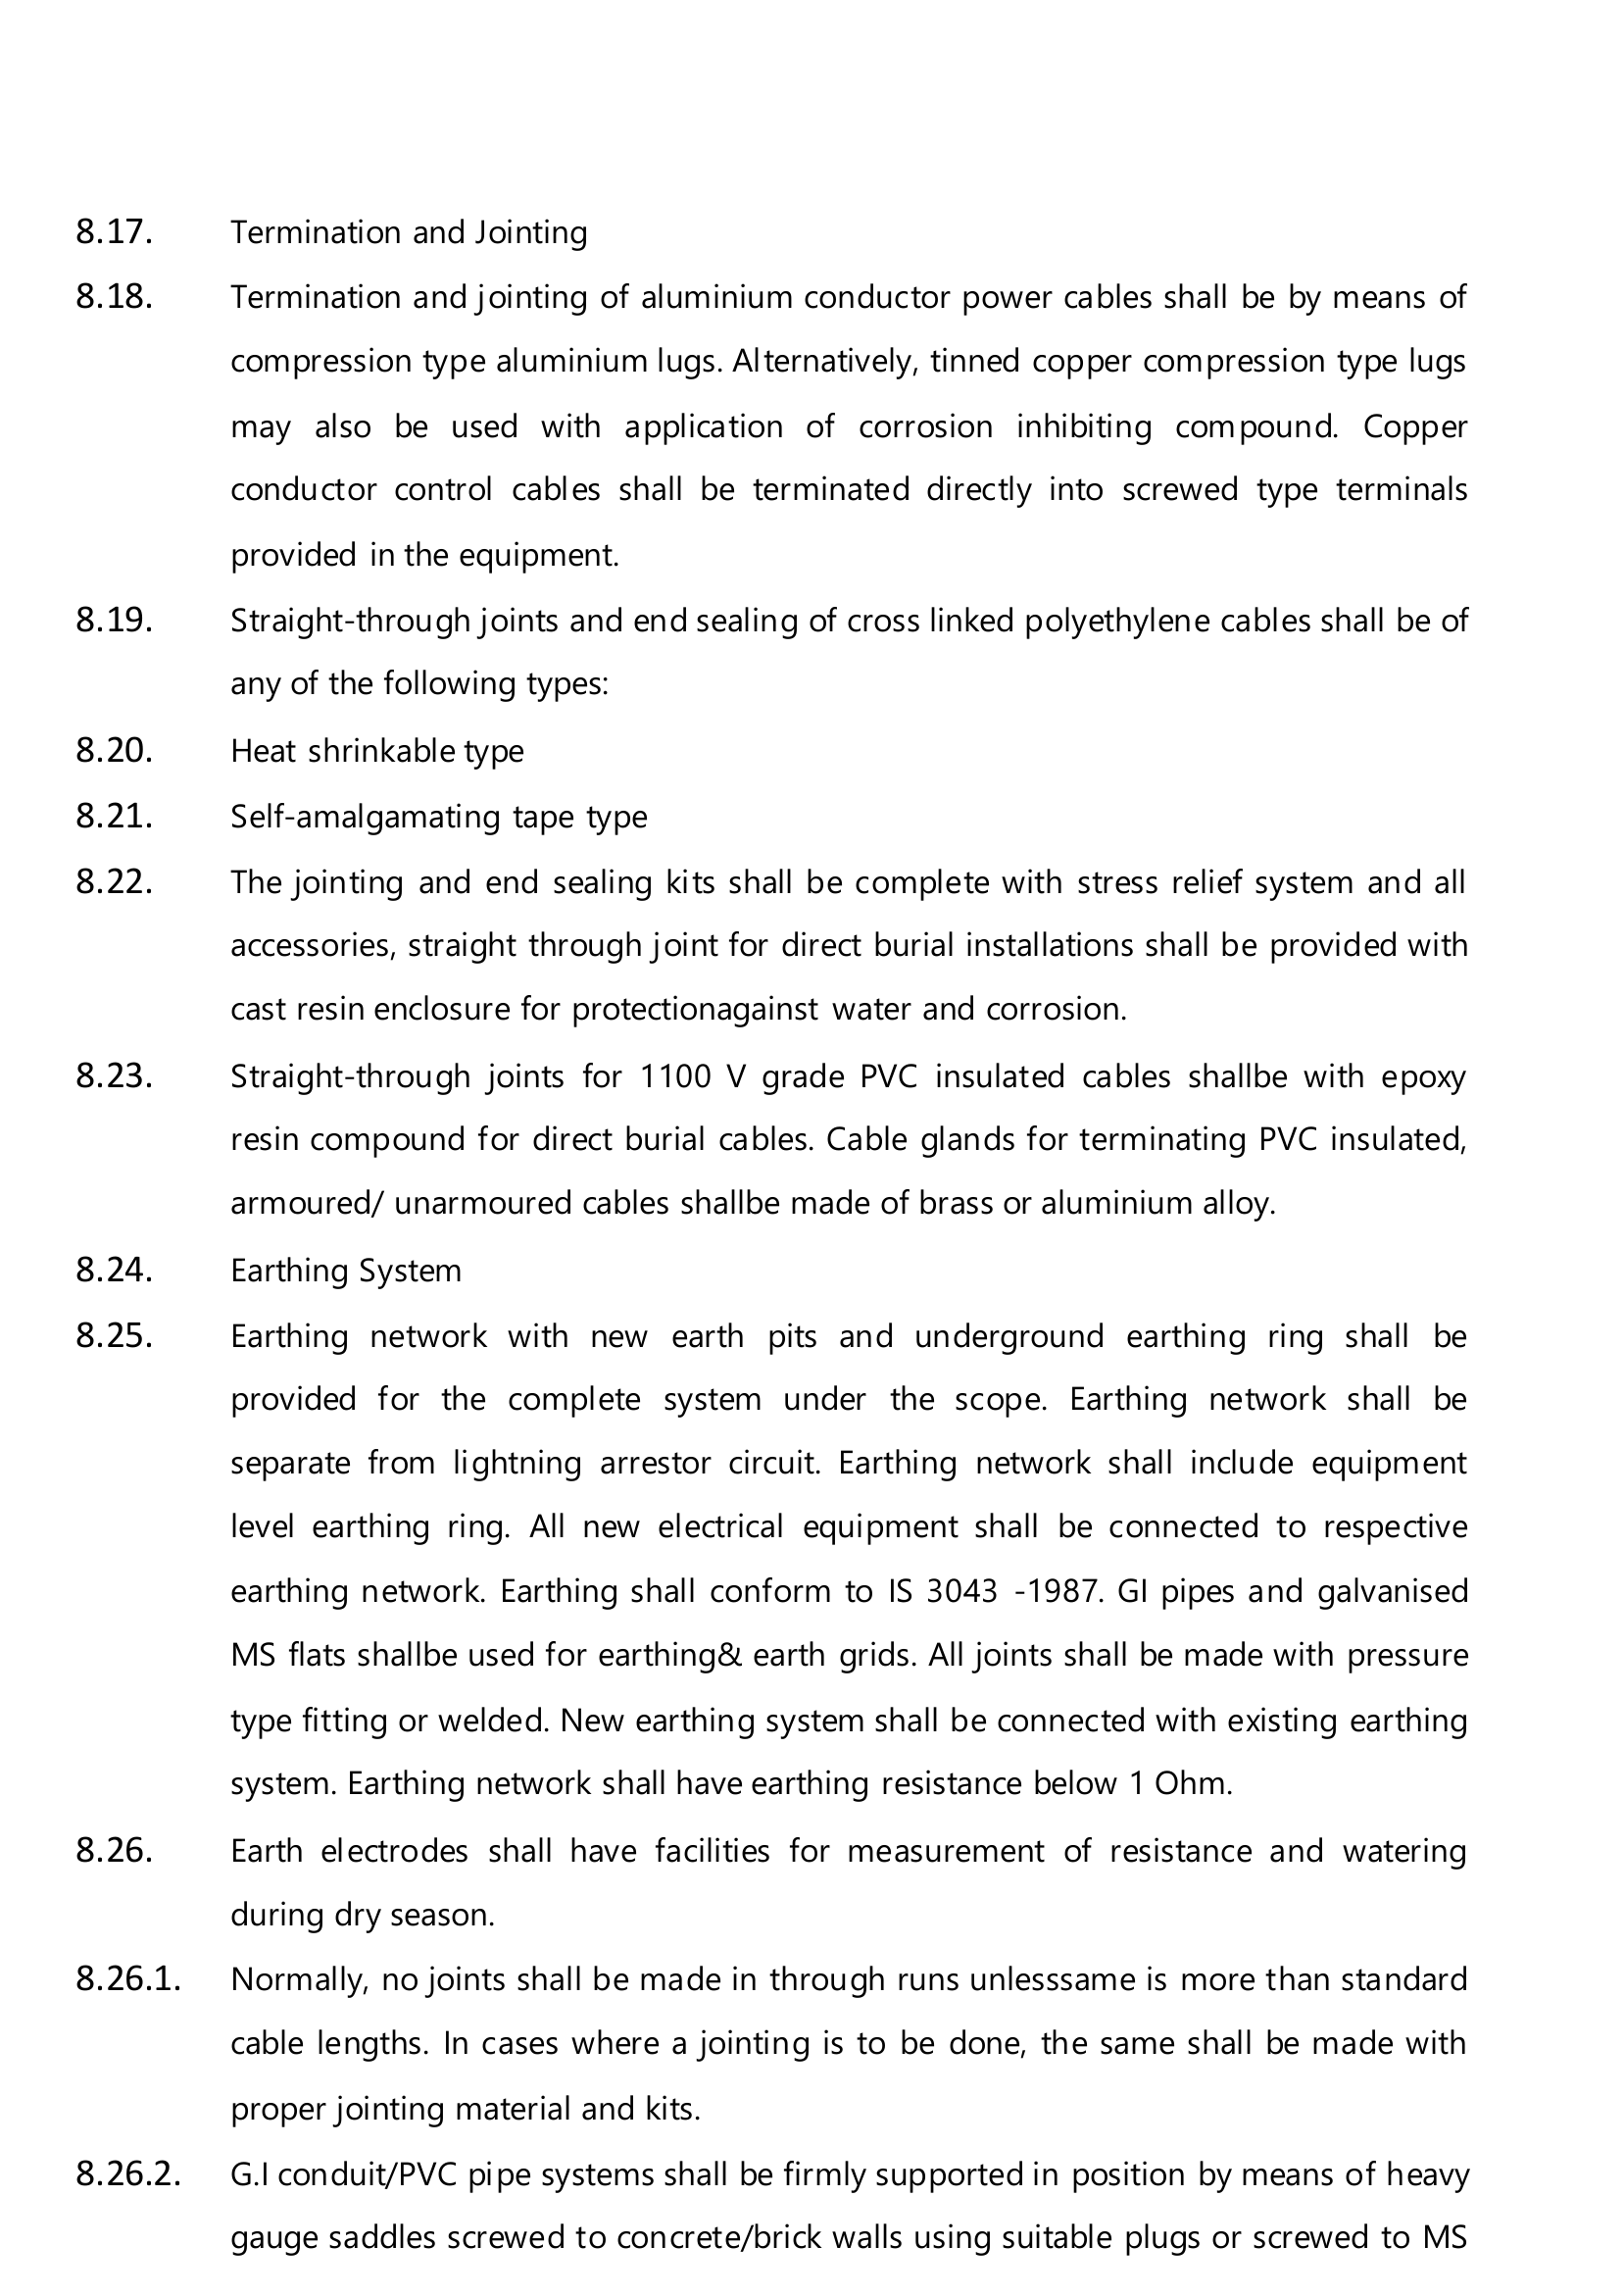 8.17. Termination and Jointing
8.18. Termination and jointing of aluminium conductor power cables shall be by means of
compression type aluminium lugs. Alternatively, tinned copper compression type lugs
may also be used with application of corrosion inhibiting compound. Copper
conductor control cables shall be terminated directly into screwed type terminals
provided in the equipment.
8.19. Straight-through joints and end sealing of cross linked polyethylene cables shall be of
any of the following types:
8.20. Heat shrinkable type
8.21. Self-amalgamating tape type
8.22. The jointing and end sealing kits shall be complete with stress relief system and all
accessories, straight through joint for direct burial installations shall be provided with
cast resin enclosure for protectionagainst water and corrosion.
8.23. Straight-through joints for 1100 V grade PVC insulated cables shallbe with epoxy
resin compound for direct burial cables. Cable glands for terminating PVC insulated,
armoured/ unarmoured cables shallbe made of brass or aluminium alloy.
8.24. Earthing System
8.25. Earthing network with new earth pits and underground earthing ring shall be
provided for the complete system under the scope. Earthing network shall be
separate from lightning arrestor circuit. Earthing network shall include equipment
level earthing ring. All new electrical equipment shall be connected to respective
earthing network. Earthing shall conform to IS 3043 -1987. GI pipes and galvanised
MS flats shallbe used for earthing& earth grids. All joints shall be made with pressure
type fitting or welded. New earthing system shall be connected with existing earthing
system. Earthing network shall have earthing resistance below 1 Ohm.
8.26. Earth electrodes shall have facilities for measurement of resistance and watering
during dry season.
8.26.1. Normally, no joints shall be made in through runs unlesssame is more than standard
cable lengths. In cases where a jointing is to be done, the same shall be made with
proper jointing material and kits.
8.26.2. G.I conduit/PVC pipe systems shall be firmly supported in position by means of heavy
gauge saddles screwed to concrete/brick walls using suitable plugs or screwed to MS